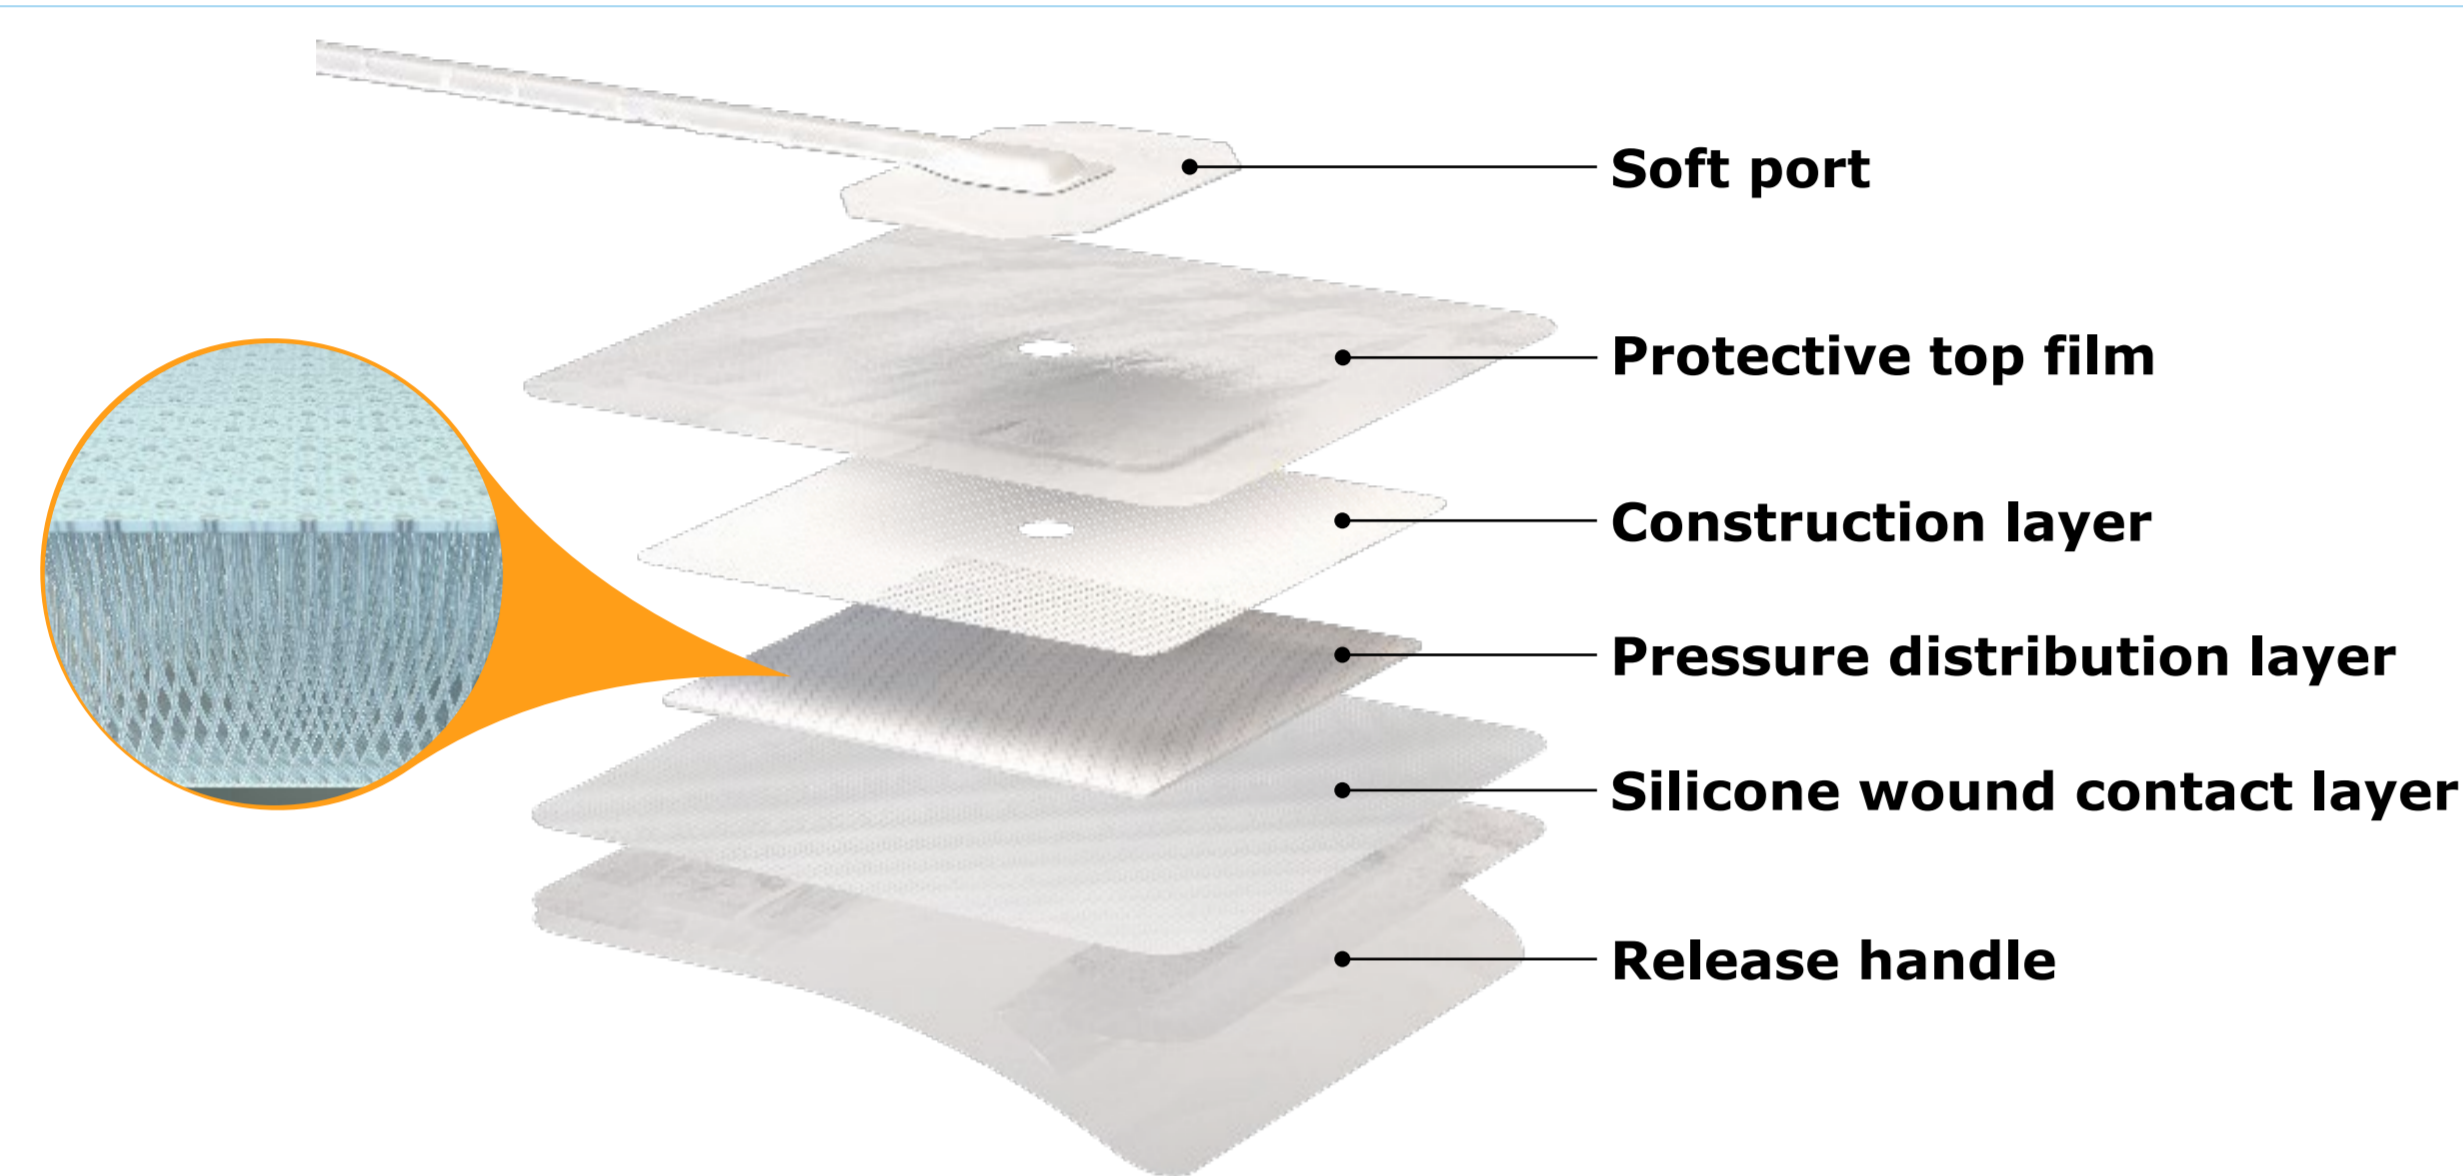 Soft port
Protective top film
Construction layer
Pressure distribution layer
Silicone wound contact layer
Release handle